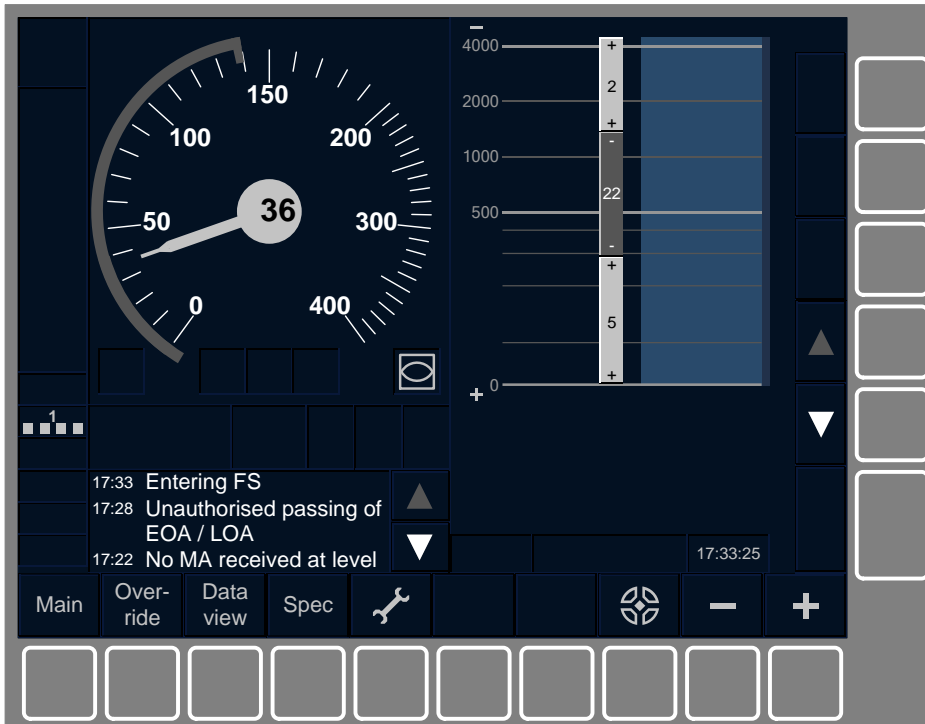 150
100
200
50
36
300
0
400
1
17:33 Entering FS
17:28 Unauthorised passing of
EOA / LOA
17:22 No MA received at level
4000
2000
1000
500
0
+
2
+
-
22
-
+
5
+
17:33:25
Main
Over-
ride
Data
view
Spec